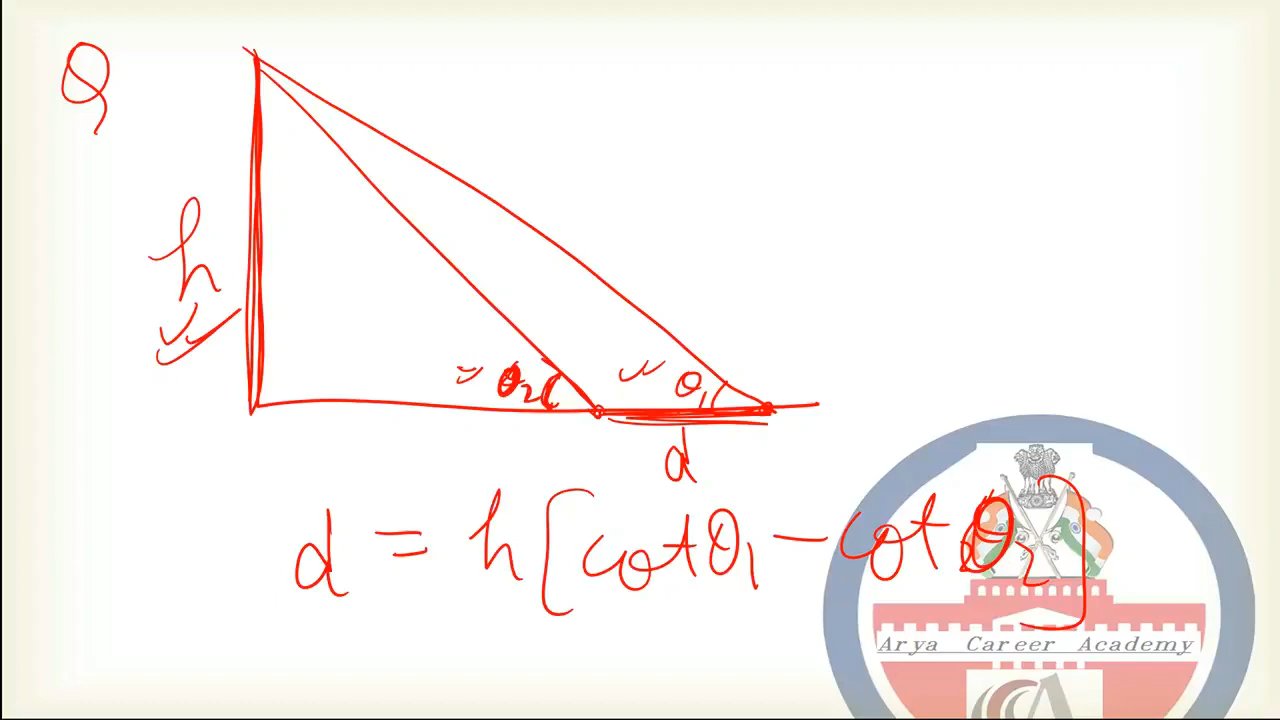 Q
h
θ₂
θ₁
d
d = h[cotθ₁ - cotθ₂]
Arya Career Academy